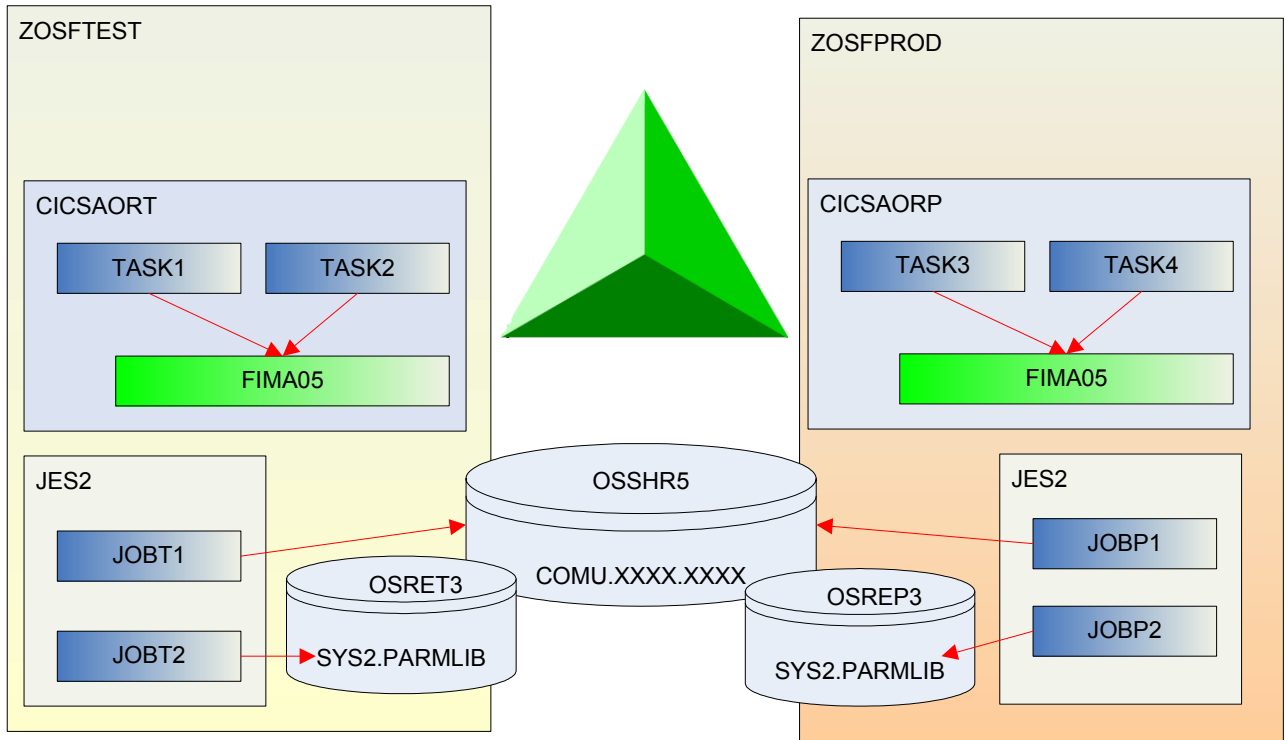 ZOSFTEST
CICSAORT
TASK1
TASK2
FIMA05
JES2
JOBT1
JOBT2
OSRET3
SYS2.PARMLIB
OSSHR5
COMU.XXXX.XXXX
ZOSFPROD
CICSAORP
TASK3
TASK4
FIMA05
JES2
JOBP1
JOBP2
OSREP3
SYS2.PARMLIB